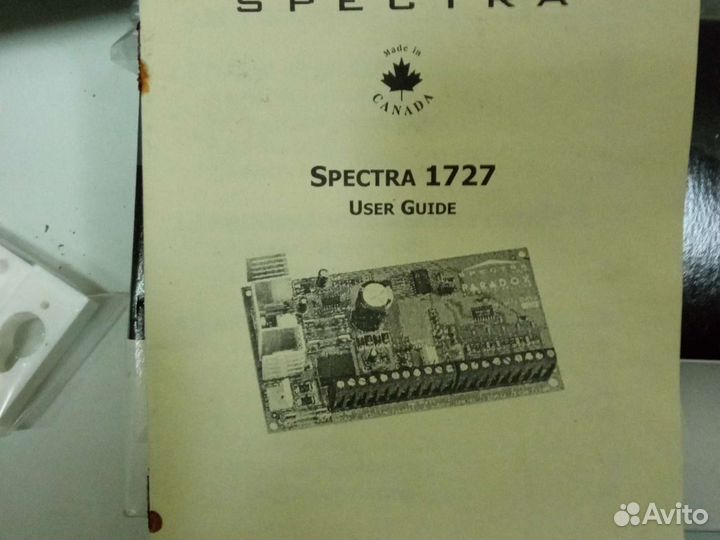 SPECTRA
Made in
CANADA
SPECTRA 1727
USER GUIDE
PARADOX
Avito